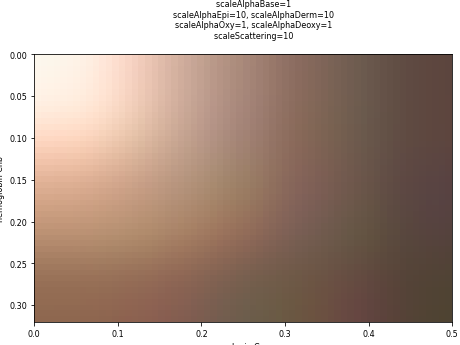 scaleAlphaBase=1
scaleAlphaEpi=10, scaleAlphaDerm=10
scaleAlphaOxy=1, scaleAlphaDeoxy=1
scaleScattering=10
0.00
0.05
0.10
0.15
0.20
0.25
0.30
0.0 0.1 0.2 0.3 0.4 0.5